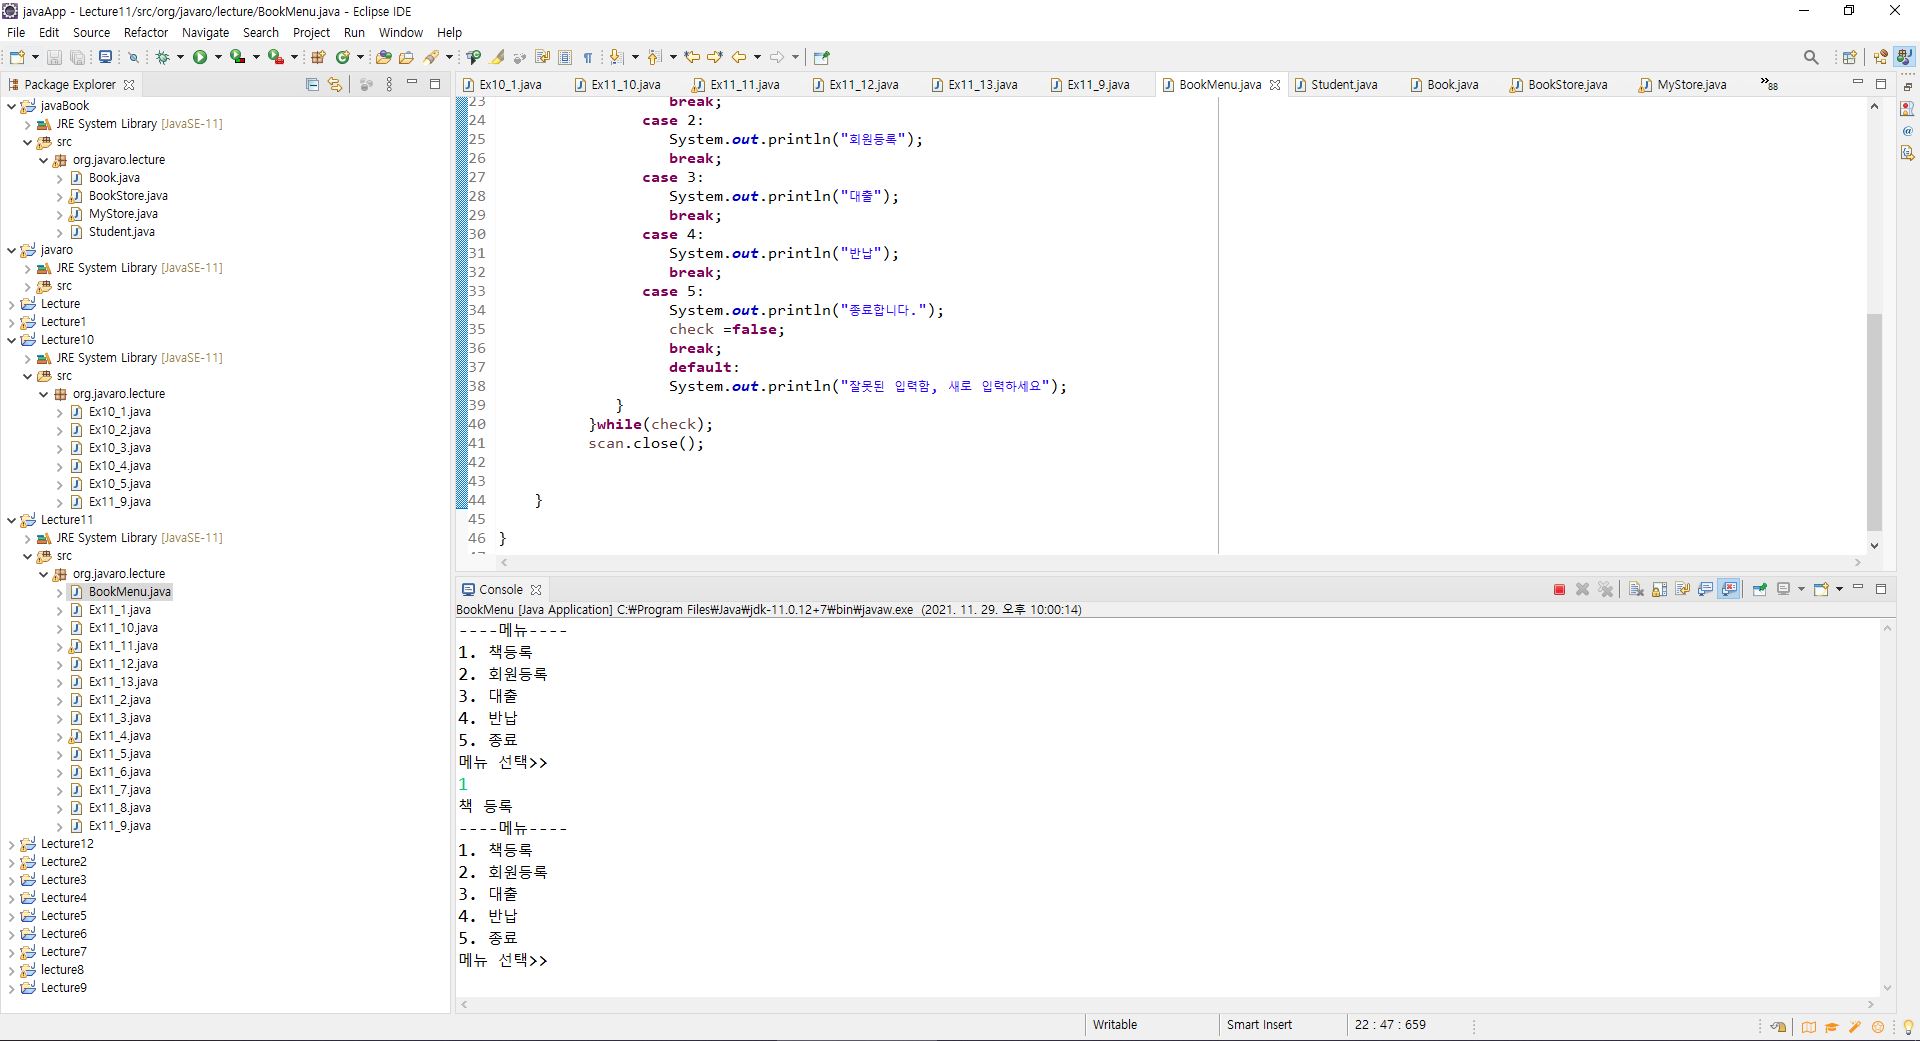 javaApp - Lecture11/src/org/javaro/lecture/BookMenu.java - Eclipse IDE
File Edit Source Refactor Navigate Search Project Run Window Help
Package Explorer
javaBook
JRE System Library [JavaSE-11]
src
org.javaro.lecture
Book.java
BookStore.java
MyStore.java
Student.java
javaro
JRE System Library [JavaSE-11]
src
Lecture
Lecture1
Lecture10
JRE System Library [JavaSE-11]
src
org.javaro.lecture
Ex10_1.java
Ex10_2.java
Ex10_3.java
Ex10_4.java
Ex10_5.java
Ex11_9.java
Lecture11
JRE System Library [JavaSE-11]
src
org.javaro.lecture
BookMenu.java
Ex11_1.java
Ex11_10.java
Ex11_11.java
Ex11_12.java
Ex11_13.java
Ex11_2.java
Ex11_3.java
Ex11_4.java
Ex11_5.java
Ex11_6.java
Ex11_7.java
Ex11_8.java
Ex11_9.java
Lecture12
Lecture2
Lecture3
Lecture4
Lecture5
Lecture6
Lecture7
lecture8
Lecture9
Ex10_1.java Ex11_10.java Ex11_11.java Ex11_12.java Ex11_13.java Ex11_9.java BookMenu.java Student.java Book.java BookStore.java MyStore.java »88
23 break;
24 case 2:
25 System.out.println("회원등록");
26 break;
27 case 3:
28 System.out.println("대출");
29 break;
30 case 4:
31 System.out.println("반납");
32 break;
33 case 5:
34 System.out.println("종료합니다.");
35 check =false;
36 break;
37 default:
38 System.out.println("잘못된 입력함, 새로 입력하세요");
39 }
40 }while(check);
41 scan.close();
42
43
44 }
45
46 }
Console
BookMenu [Java Application] C:₩Program Files₩Java₩jdk-11.0.12+7₩bin₩javaw.exe (2021. 11. 29. 오후 10:00:14)
----메뉴----
1. 책등록
2. 회원등록
3. 대출
4. 반납
5. 종료
메뉴 선택>>
1
책 등록
----메뉴----
1. 책등록
2. 회원등록
3. 대출
4. 반납
5. 종료
메뉴 선택>>
Writable Smart Insert 22 : 47 : 659